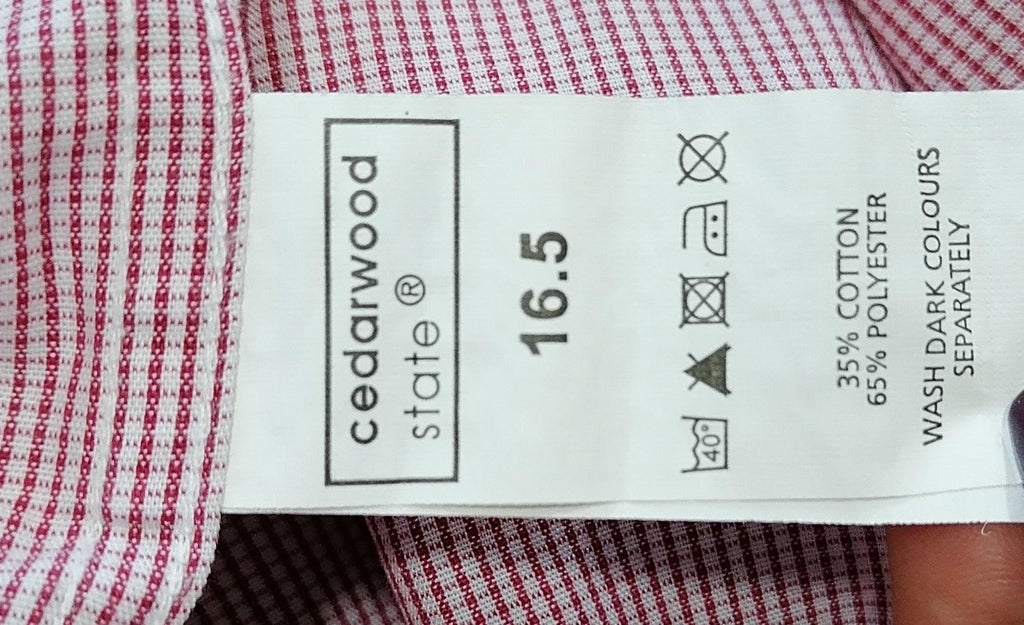 cedarwood
state ®
16.5
40°
35% COTTON
65% POLYESTER
WASH DARK COLOURS
SEPARATELY